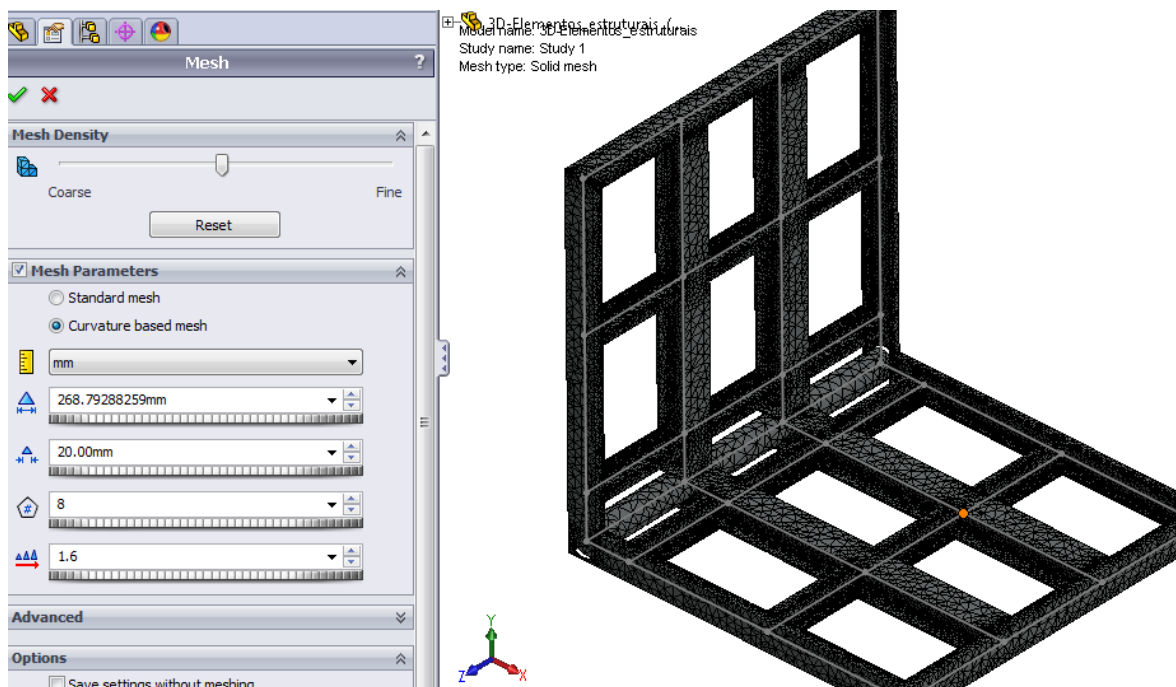 Mesh
?
Mesh Density
Coarse
Fine
Reset
Mesh Parameters
Standard mesh
Curvature based mesh
mm
268.79288259mm
20.00mm
#
8
1.6
Advanced
Options
Save settings without meshing
3D-Elementos_estruturais (...
Model name: 3D-Elementos_estruturais
Study name: Study 1
Mesh type: Solid mesh
Y
Z
X